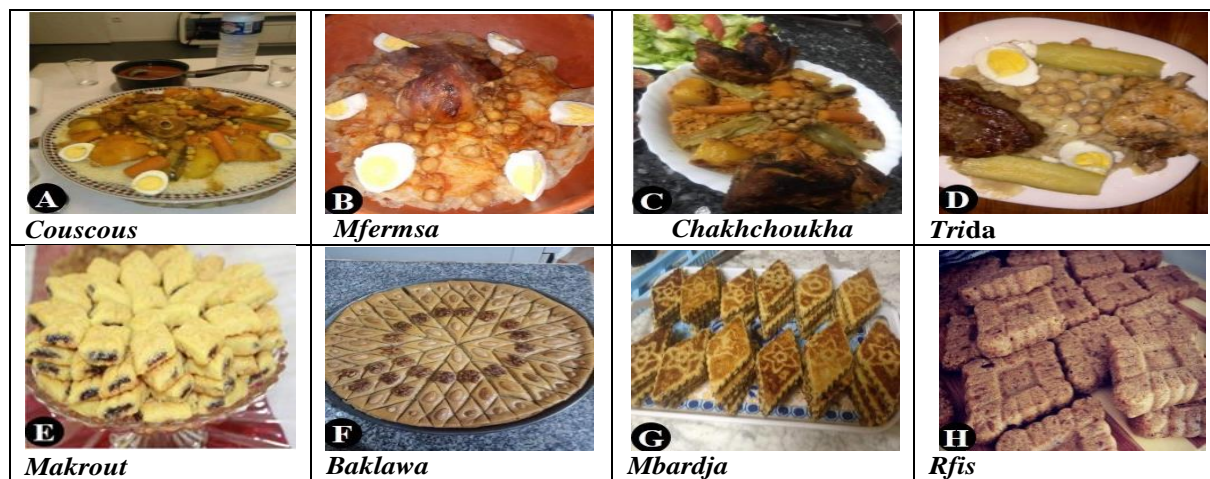 A
Couscous
B
Mfermsa
C
Chakhchoukha
D
Trida
E
Makrout
F
Baklawa
G
Mbardja
H
Rfis